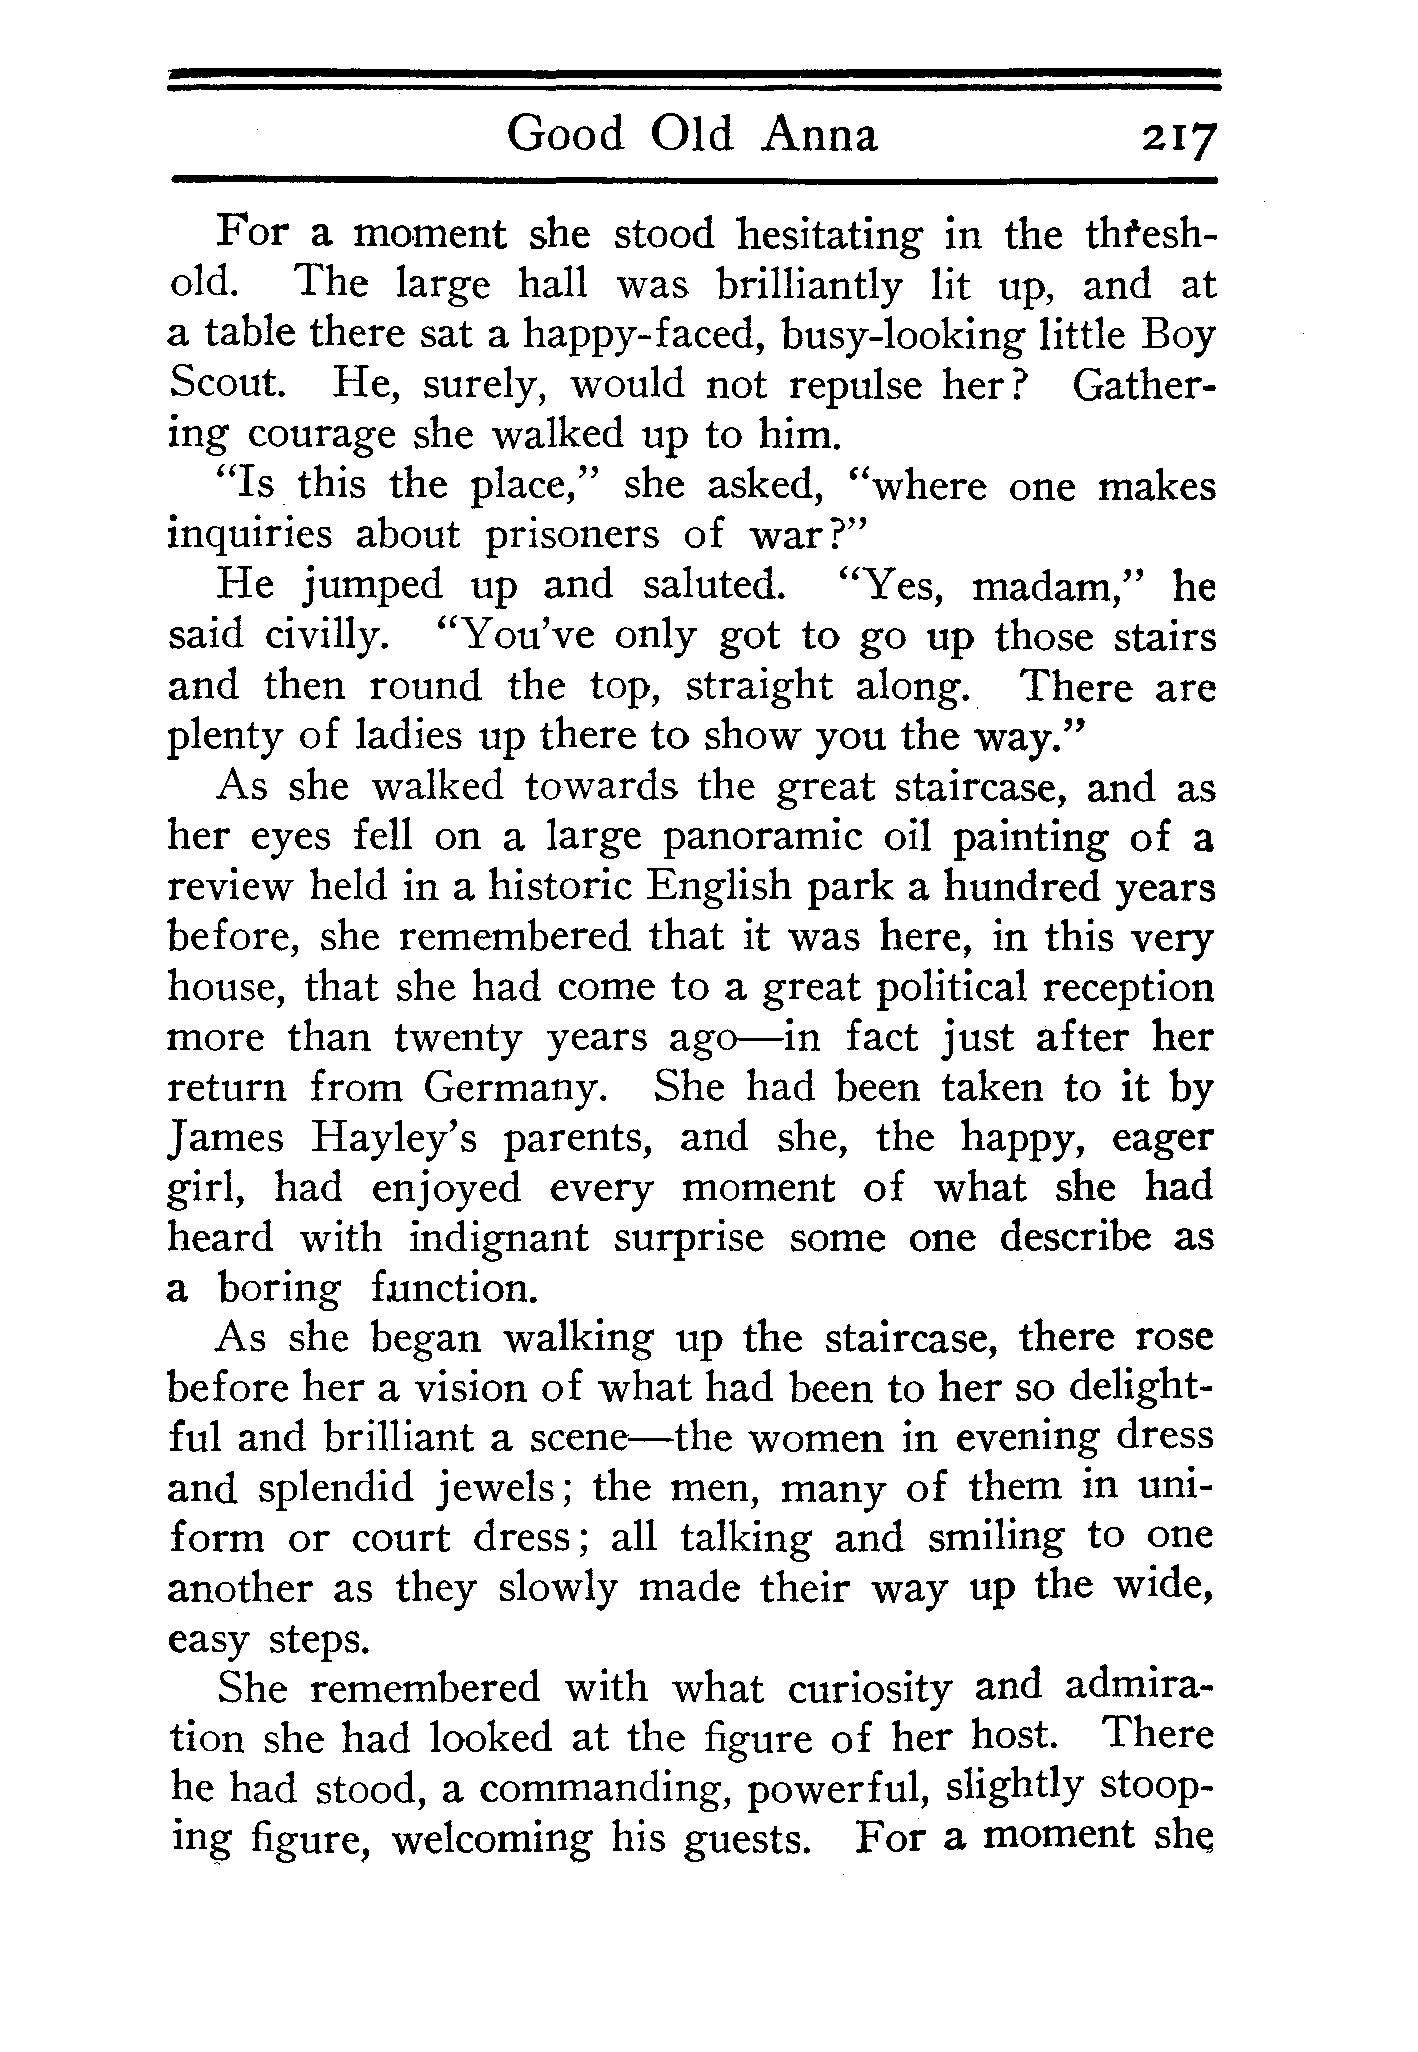 Good Old Anna 217
For a moment she stood hesitating in the thresh-
old. The large hall was brilliantly lit up, and at
a table there sat a happy-faced, busy-looking little Boy
Scout. He, surely, would not repulse her? Gather-
ing courage she walked up to him.
“Is this the place,” she asked, “where one makes
inquiries about prisoners of war?”
He jumped up and saluted. “Yes, madam,” he
said civilly. “You’ve only got to go up those stairs
and then round the top, straight along. There are
plenty of ladies up there to show you the way.”
As she walked towards the great staircase, and as
her eyes fell on a large panoramic oil painting of a
review held in a historic English park a hundred years
before, she remembered that it was here, in this very
house, that she had come to a great political reception
more than twenty years ago—in fact just after her
return from Germany. She had been taken to it by
James Hayley’s parents, and she, the happy, eager
girl, had enjoyed every moment of what she had
heard with indignant surprise some one describe as
a boring function.
As she began walking up the staircase, there rose
before her a vision of what had been to her so delight-
ful and brilliant a scene—the women in evening dress
and splendid jewels; the men, many of them in uni-
form or court dress; all talking and smiling to one
another as they slowly made their way up the wide,
easy steps.
She remembered with what curiosity and admira-
tion she had looked at the figure of her host. There
he had stood, a commanding, powerful, slightly stoop-
ing figure, welcoming his guests. For a moment she